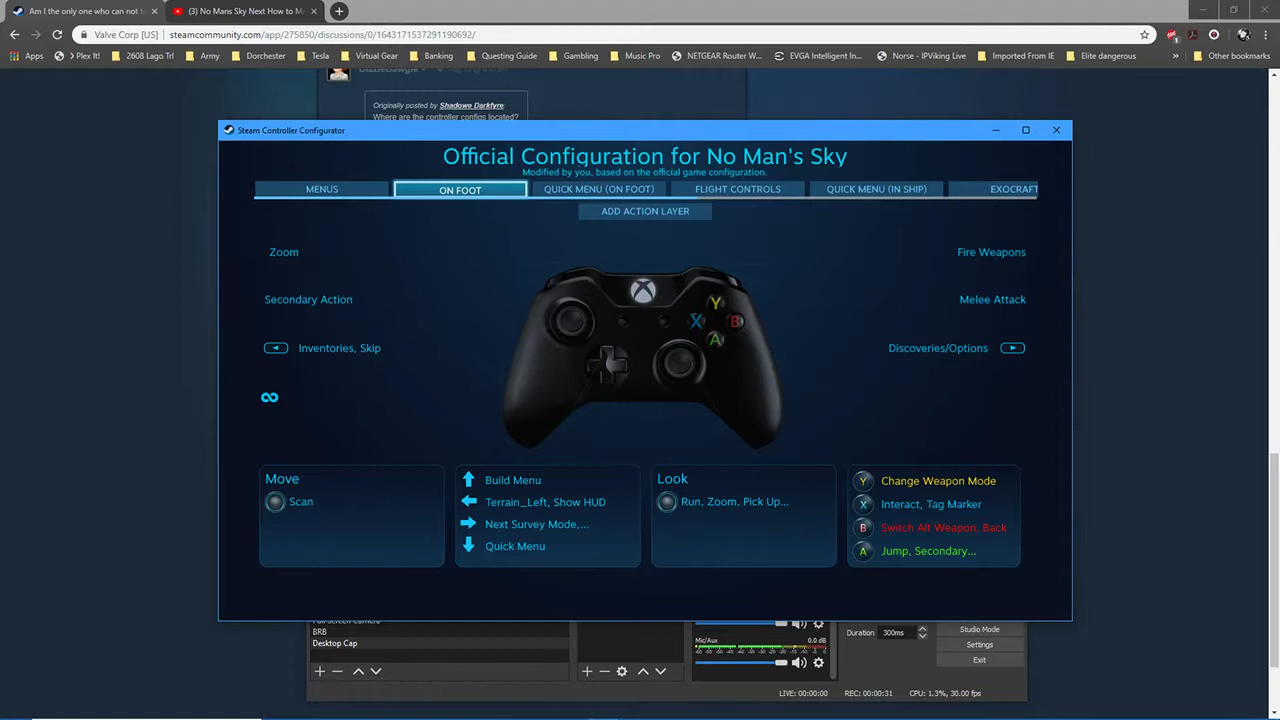 Am I the only one who can not t
(3) No Mans Sky Next How to M
Valve Corp [US] | steamcommunity.com/app/275850/discussions/0/1643171537291190692/
Apps > Plex It! 2608 Lago Trl Army Dorchester Tesla Virtual Gear Banking Questing Guide Gambling Music Pro NETGEAR Router W... EVGA Intelligent In... Norse - IPViking Live Imported From IE Elite dangerous » Other bookmarks
Originally posted by Shadowe Darkfyre:
Where are the controller configs located?
Steam Controller Configurator
Official Configuration for No Man's Sky
Modified by you, based on the official game configuration.
MENUS ON FOOT QUICK MENU (ON FOOT) FLIGHT CONTROLS QUICK MENU (IN SHIP) EXOCRAFT
ADD ACTION LAYER
Zoom
Fire Weapons
Secondary Action
Melee Attack
Inventories, Skip
Discoveries/Options
Y
X B
A
Move
Scan
Build Menu
Terrain_Left, Show HUD
Next Survey Mode,...
Quick Menu
Look
Run, Zoom, Pick Up...
Y Change Weapon Mode
X Interact, Tag Marker
B Switch Alt Weapon, Back
A Jump, Secondary...
BRB
Desktop Cap
Mic/Aux 0.0 dB
Duration 300ms
Studio Mode
Settings
Exit
LIVE: 00:00:00 REC: 00:00:31 CPU: 1.3%, 30.00 fps